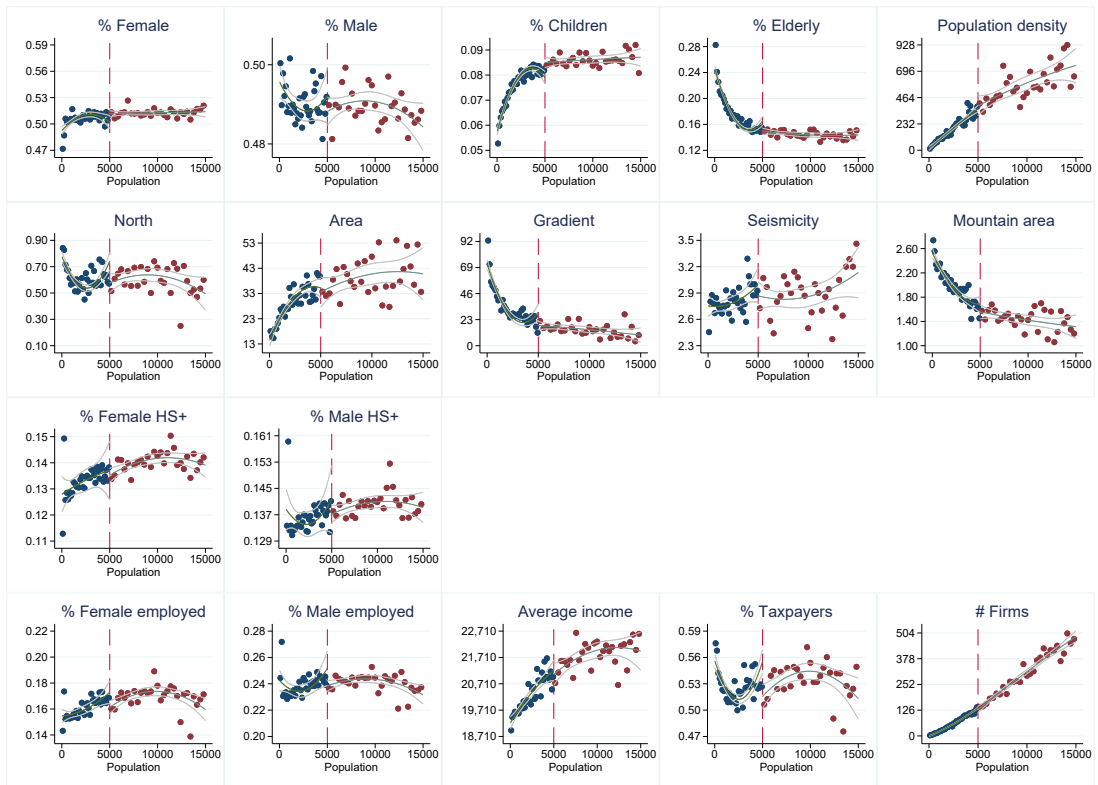 % Female
0.59
0.56
0.53
0.50
0.47
0 5000 10000 15000
Population
% Male
0.50
0.48
0 5000 10000 15000
Population
% Children
0.09
0.08
0.07
0.06
0.05
0 5000 10000 15000
Population
% Elderly
0.28
0.24
0.20
0.16
0.12
0 5000 10000 15000
Population
Population density
928
696
464
232
0
0 5000 10000 15000
Population
North
0.90
0.70
0.50
0.30
0.10
0 5000 10000 15000
Population
Area
53
43
33
23
13
0 5000 10000 15000
Population
Gradient
92
69
46
23
0
0 5000 10000 15000
Population
Seismicity
3.5
3.2
2.9
2.6
2.3
0 5000 10000 15000
Population
Mountain area
2.60
2.20
1.80
1.40
1.00
0 5000 10000 15000
Population
% Female HS+
0.15
0.14
0.13
0.12
0.11
0 5000 10000 15000
Population
% Male HS+
0.161
0.153
0.145
0.137
0.129
0 5000 10000 15000
Population
% Female employed
0.22
0.20
0.18
0.16
0.14
0 5000 10000 15000
Population
% Male employed
0.28
0.26
0.24
0.22
0.20
0 5000 10000 15000
Population
Average income
22,710
21,710
20,710
19,710
18,710
0 5000 10000 15000
Population
% Taxpayers
0.59
0.56
0.53
0.50
0.47
0 5000 10000 15000
Population
# Firms
504
378
252
126
0
0 5000 10000 15000
Population